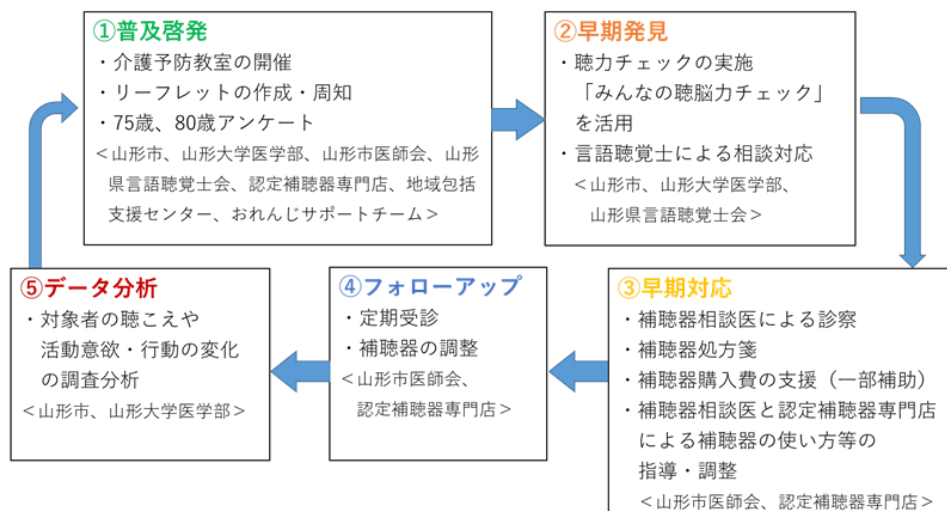 ①普及啓発
・介護予防教室の開催
・リーフレットの作成・周知
・75歳、80歳アンケート
＜山形市、山形大学医学部、山形市医師会、山形
県言語聴覚士会、認定補聴器専門店、地域包括
支援センター、おれんじサポートチーム＞
②早期発見
・聴力チェックの実施
「みんなの聴脳力チェック」
を活用
・言語聴覚士による相談対応
＜山形市、山形大学医学部、
山形県言語聴覚士会＞
③早期対応
・補聴器相談医による診察
・補聴器処方箋
・補聴器購入費の支援（一部補助）
・補聴器相談医と認定補聴器専門店
による補聴器の使い方等の
指導・調整
＜山形市医師会、認定補聴器専門店＞
④フォローアップ
・定期受診
・補聴器の調整
＜山形市医師会、
認定補聴器専門店＞
⑤データ分析
・対象者の聴こえや
活動意欲・行動の変化
の調査分析
＜山形市、山形大学医学部＞